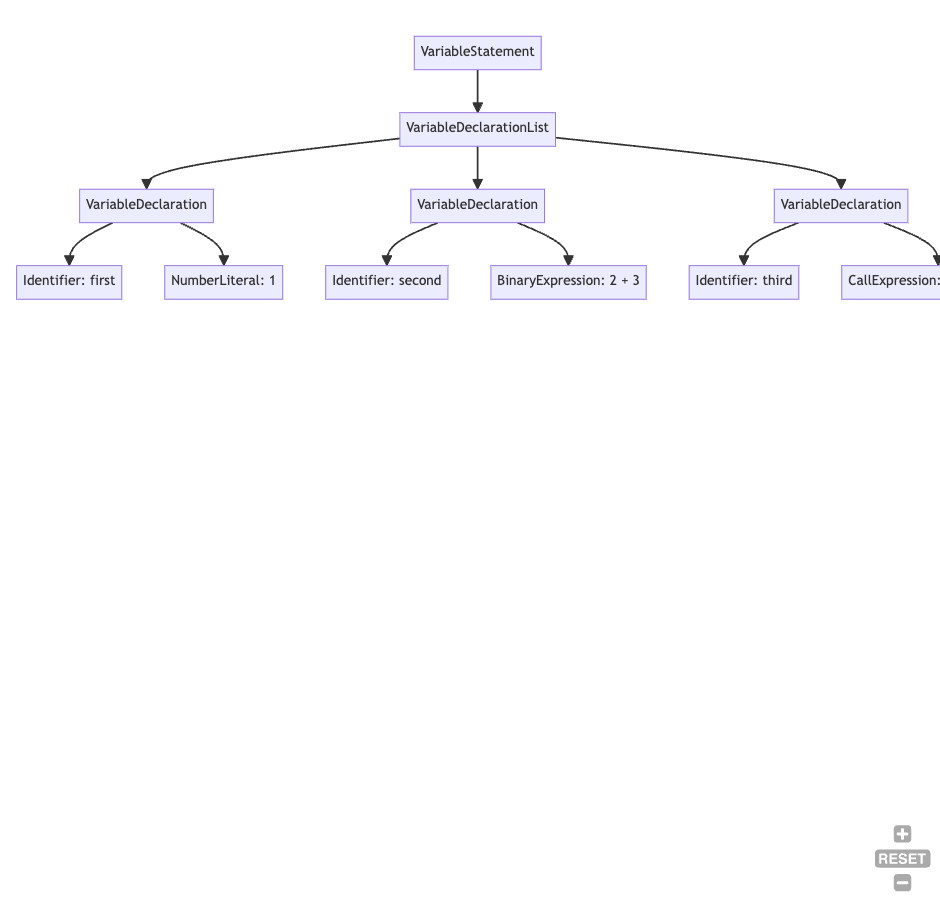 VariableStatement
VariableDeclarationList
VariableDeclaration
VariableDeclaration
VariableDeclaration
Identifier: first
NumberLiteral: 1
Identifier: second
BinaryExpression: 2 + 3
Identifier: third
CallExpression:
RESET